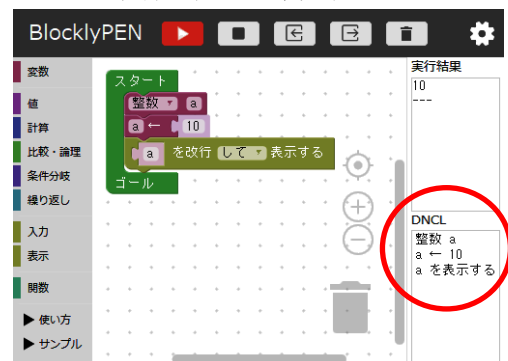 BlocklyPEN
変数
値
計算
比較・論理
条件分岐
繰り返し
入力
表示
関数
▶ 使い方
▶ サンプル
スタート
整数 ▼ a
a ← 10
a を改行 して ▼ 表示する
ゴール
実行結果
10
---
DNCL
整数 a
a ← 10
a を表示する